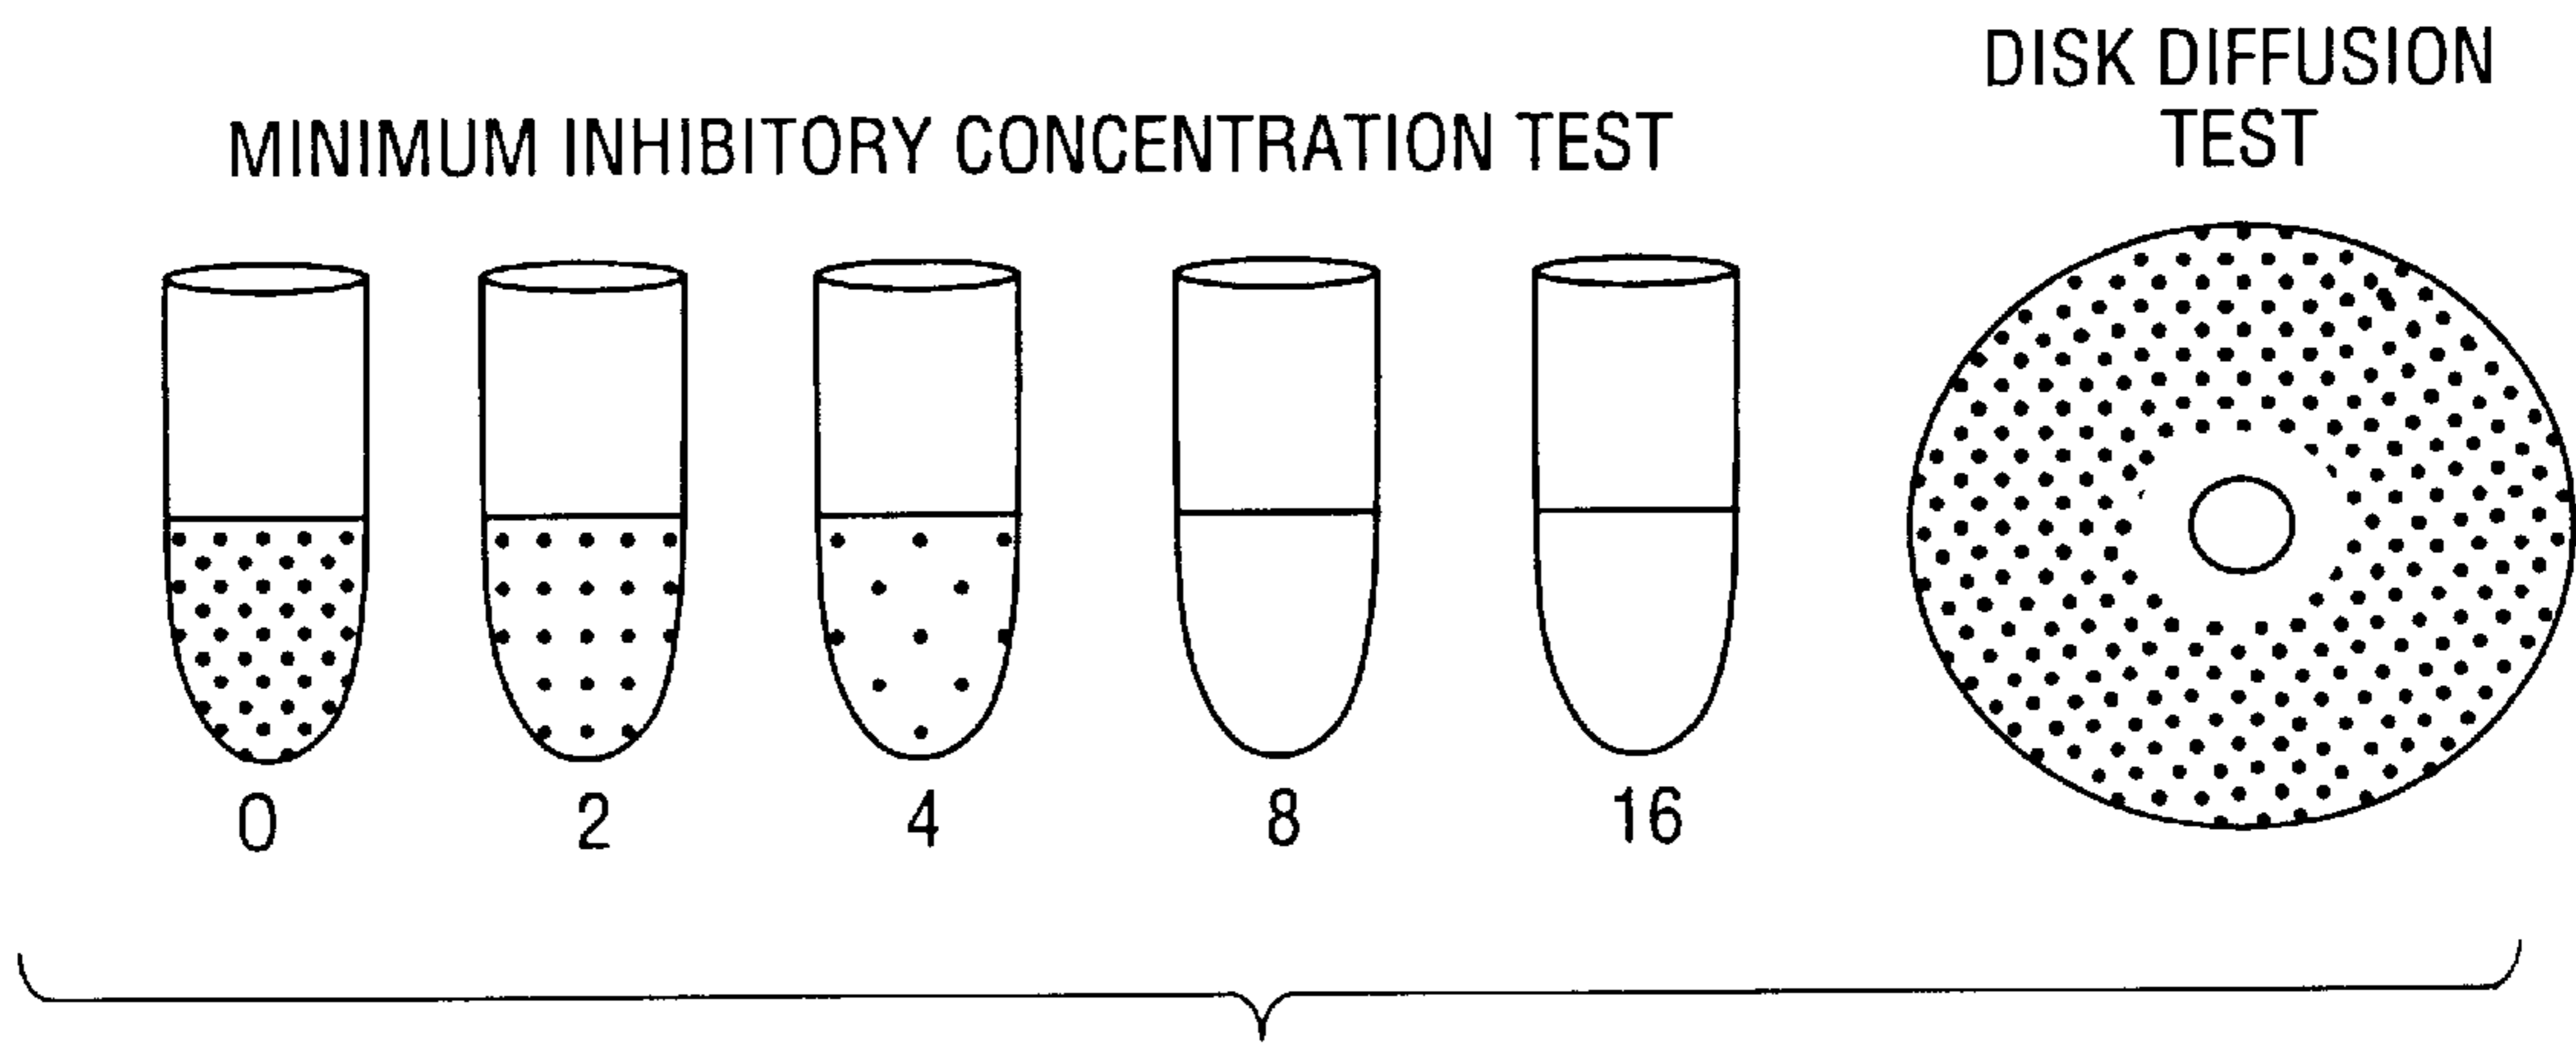 DISK DIFFUSION
TEST
MINIMUM INHIBITORY CONCENTRATION TEST
0 2 4 8 16